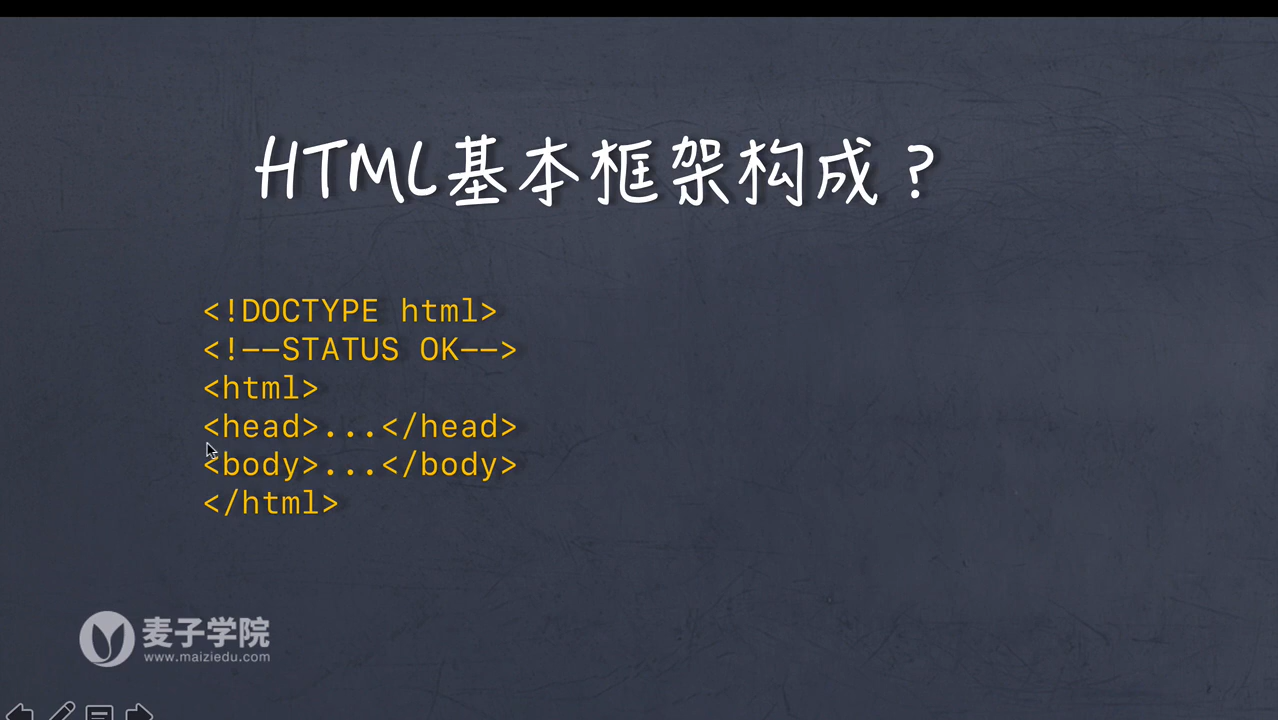 HTML基本框架构成？
<!DOCTYPE html>
<!--STATUS OK-->
<html>
<head>...</head>
<body>...</body>
</html>
麦子学院
www.maiziedu.com